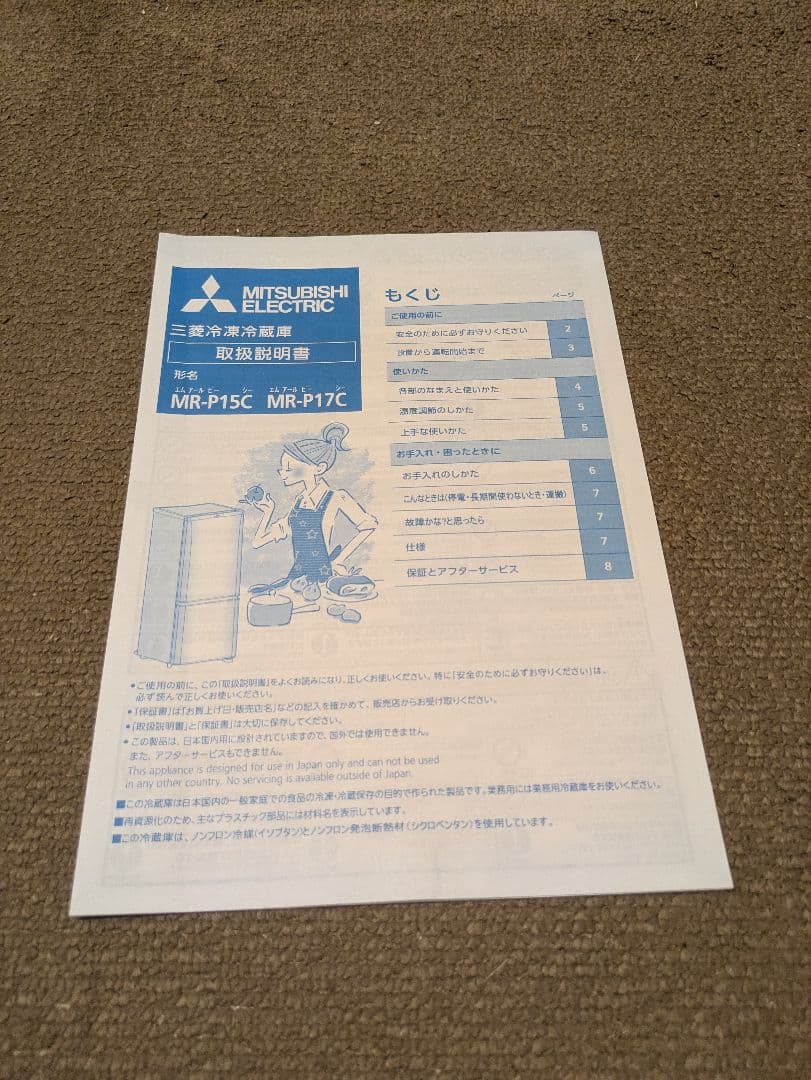 MITSUBISHI
ELECTRIC
三菱冷凍冷蔵庫
取扱説明書
形名
エム アール ピー シー エム アール ピー シー
MR-P15C MR-P17C
もくじ
ページ
ご使用の前に
安全のために必ずお守りください 2
設置から運転開始まで 3
使いかた
各部のなまえと使いかた 4
温度調節のしかた 5
上手な使いかた 5
お手入れ・困ったときに
お手入れのしかた 6
こんなときは(停電・長期間使わないとき・運搬) 7
故障かな?と思ったら 7
仕様 7
保証とアフターサービス 8
●ご使用の前に、この「取扱説明書」をよくお読みになり、正しくお使いください。特に「安全のために必ずお守りください」は、
必ず読んで正しくお使いください。
●「保証書」は「お買上げ日・販売店名」などの記入を確かめて、販売店からお受け取りください。
●「取扱説明書」と「保証書」は大切に保存してください。
●この製品は、日本国内用に設計されていますので、国外では使用できません。
また、アフターサービスもできません。
This appliance is designed for use in Japan only and can not be used
in any other country. No servicing is available outside of Japan.
■この冷蔵庫は日本国内の一般家庭での食品の冷凍・冷蔵保存の目的で作られた製品です。業務用には業務用冷蔵庫をお使いください。
■再資源化のため、主なプラスチック部品には材料名を表示しています。
■この冷蔵庫は、ノンフロン冷媒(イソブタン)とノンフロン発泡断熱材(シクロペンタン)を使用しています。